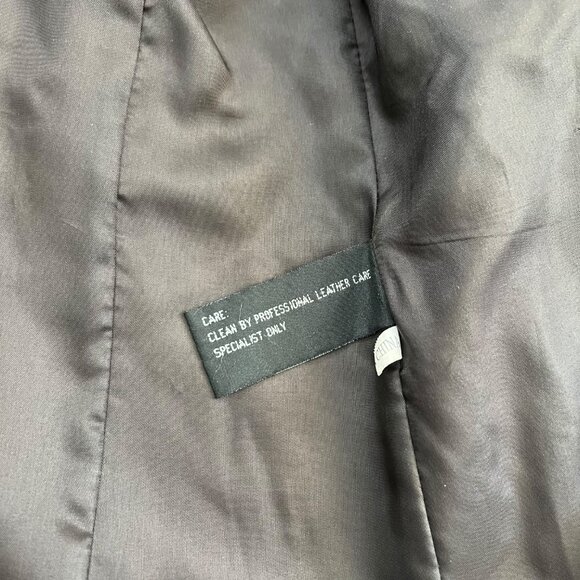 CARE:
CLEAN BY PROFESSIONAL LEATHER CARE
SPECIALIST ONLY